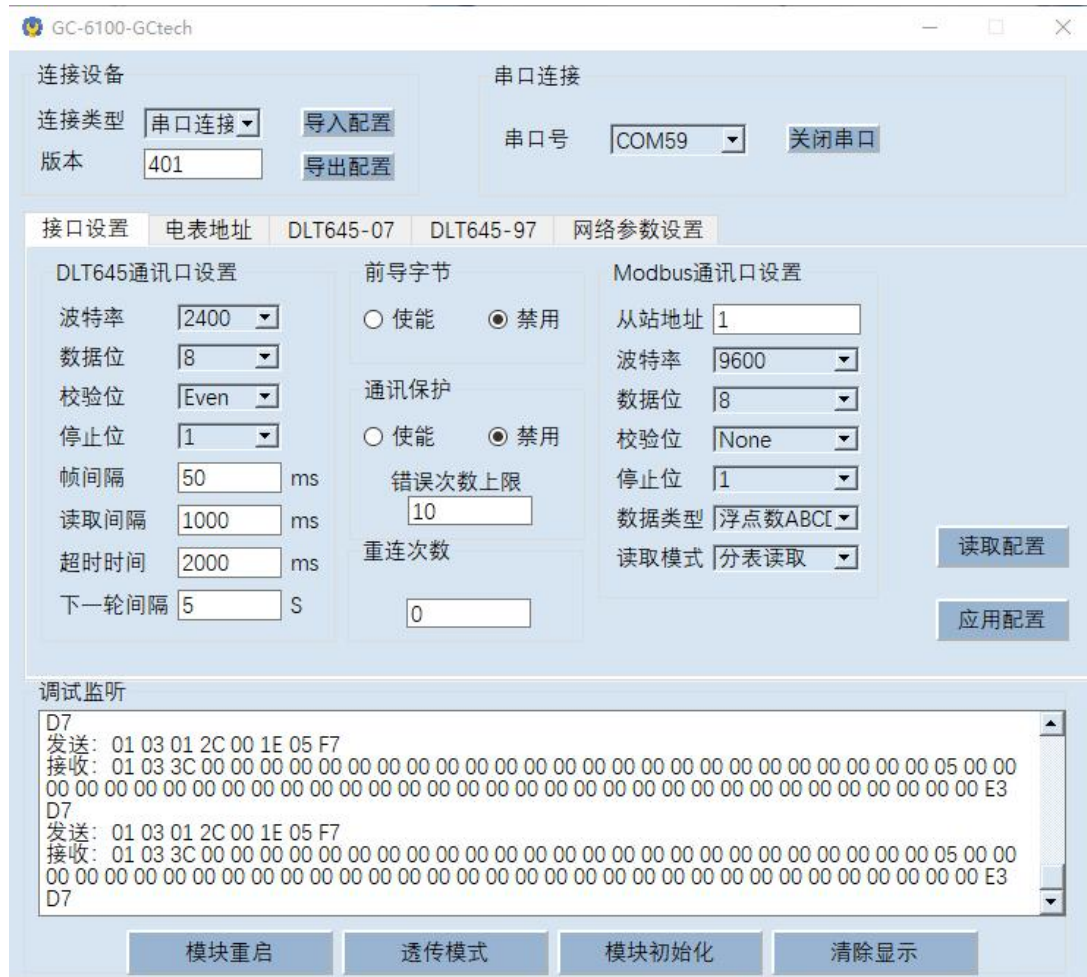 GC-6100-GCtech
连接设备
连接类型 串口连接 导入配置
版本 401 导出配置
串口连接
串口号 COM59 关闭串口
接口设置 电表地址 DLT645-07 DLT645-97 网络参数设置
DLT645通讯口设置
波特率 2400
数据位 8
校验位 Even
停止位 1
帧间隔 50 ms
读取间隔 1000 ms
超时时间 2000 ms
下一轮间隔 5 S
前导字节
使能 禁用
通讯保护
使能 禁用
错误次数上限
10
重连次数
0
Modbus通讯口设置
从站地址 1
波特率 9600
数据位 8
校验位 None
停止位 1
数据类型 浮点数ABCD
读取模式 分表读取
读取配置
应用配置
调试监听
D7
发送：01 03 01 2C 00 1E 05 F7
接收：01 03 3C 00 00 00 00 00 00 00 00 00 00 00 00 00 00 00 00 00 00 00 00 00 00 00 00 00 05 00 00
00 00 00 00 00 00 00 00 00 00 00 00 00 00 00 00 00 00 00 00 00 00 00 00 00 00 00 00 00 00 00 00 E3
D7
发送：01 03 01 2C 00 1E 05 F7
接收：01 03 3C 00 00 00 00 00 00 00 00 00 00 00 00 00 00 00 00 00 00 00 00 00 00 00 00 00 05 00 00
00 00 00 00 00 00 00 00 00 00 00 00 00 00 00 00 00 00 00 00 00 00 00 00 00 00 00 00 00 00 00 00 E3
D7
模块重启 透传模式 模块初始化 清除显示